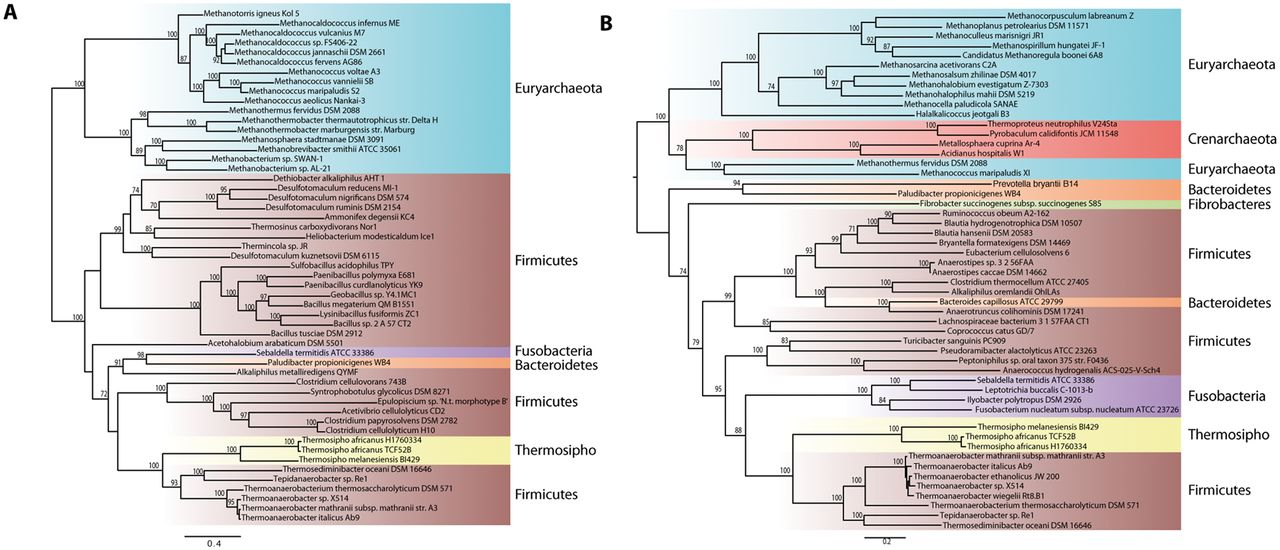 A
Methanotorris igneus Kol 5
Methanocaldococcus infernus ME
Methanocaldococcus vulcanius M7
Methanocaldococcus sp. FS406-22
Methanocaldococcus jannaschii DSM 2661
Methanocaldococcus fervens AG86
Methanococcus voltae A3
Methanococcus vannielii SB
Methanococcus maripaludis S2
Methanococcus aeolicus Nankai-3
Methanothermus fervidus DSM 2088
Methanothermobacter thermautotrophicus str. Delta H
Methanothermobacter marburgensis str. Marburg
Methanosphaera stadtmanae DSM 3091
Methanobrevibacter smithii ATCC 35061
Methanobacterium sp. SWAN-1
Methanobacterium sp. AL-21
Euryarchaeota
Dethiobacter alkaliphilus AHT 1
Desulfotomaculum reducens MI-1
Desulfotomaculum nigrificans DSM 574
Desulfotomaculum ruminis DSM 2154
Ammonifex degensii KC4
Thermosinus carboxydivorans Nor1
Heliobacterium modesticaldum Ice1
Thermincola sp. JR
Desulfotomaculum kuznetsovii DSM 6115
Sulfobacillus acidophilus TPY
Paenibacillus polymyxa E681
Paenibacillus curdlanolyticus YK9
Geobacillus sp. Y4.1MC1
Bacillus megaterium QM B1551
Lysinibacillus fusiformis ZC1
Bacillus sp. 2 A 57 CT2
Bacillus tusciae DSM 2912
Acetohalobium arabaticum DSM 5501
Firmicutes
Sebaldella termitidis ATCC 33386
Fusobacteria
Paludibacter propionicigenes WB4
Bacteroidetes
Alkaliphilus metalliredigens QYMF
Clostridium cellulovorans 743B
Syntrophobotulus glycolicus DSM 8271
Epulopiscium sp. 'N.t. morphotype B'
Acetivibrio cellulolyticus CD2
Clostridium papyrosolvens DSM 2782
Clostridium cellulolyticum H10
Firmicutes
Thermosipho africanus H1760334
Thermosipho africanus TCF52B
Thermosipho melanesiensis BI429
Thermosipho
Thermosediminibacter oceani DSM 16646
Tepidanaerobacter sp. Re1
Thermoanaerobacterium thermosaccharolyticum DSM 571
Thermoanaerobacter sp. X514
Thermoanaerobacter mathranii subsp. mathranii str. A3
Thermoanaerobacter italicus Ab9
Firmicutes
0.4
B
Methanocorpusculum labreanum Z
Methanoplanus petrolearius DSM 11571
Methanoculleus marisnigri JR1
Methanospirillum hungatei JF-1
Candidatus Methanoregula boonei 6A8
Methanosarcina acetivorans C2A
Methanosalsum zhilinae DSM 4017
Methanohalobium evestigatum Z-7303
Methanohalophilus mahii DSM 5219
Methanocella paludicola SANAE
Halalkalicoccus jeotgali B3
Euryarchaeota
Thermoproteus neutrophilus V24Sta
Pyrobaculum calidifontis JCM 11548
Metallosphaera cuprina Ar-4
Acidianus hospitalis W1
Crenarchaeota
Methanothermus fervidus DSM 2088
Methanococcus maripaludis XI
Euryarchaeota
Prevotella bryantii B14
Paludibacter propionicigenes WB4
Bacteroidetes
Fibrobacter succinogenes subsp. succinogenes S85
Fibrobacteres
Ruminococcus obeum A2-162
Blautia hydrogenotrophica DSM 10507
Blautia hansenii DSM 20583
Bryantella formatexigens DSM 14469
Eubacterium cellulosolvens 6
Anaerostipes sp. 3 2 56FAA
Anaerostipes caccae DSM 14662
Clostridium thermocellum ATCC 27405
Alkaliphilus oremlandii OhILAs
Firmicutes
Bacteroides capillosus ATCC 29799
Bacteroidetes
Anaerotruncus colihominis DSM 17241
Lachnospiraceae bacterium 3 1 57FAA CT1
Coprococcus catus GD/7
Turicibacter sanguinis PC909
Pseudoramibacter alactolyticus ATCC 23263
Peptoniphilus sp. oral taxon 375 str. F0436
Anaerococcus hydrogenalis ACS-025-V-Sch4
Firmicutes
Sebaldella termitidis ATCC 33386
Leptotrichia buccalis C-1013-b
Ilyobacter polytropus DSM 2926
Fusobacterium nucleatum subsp. nucleatum ATCC 23726
Fusobacteria
Thermosipho melanesiensis BI429
Thermosipho africanus TCF52B
Thermosipho africanus H1760334
Thermosipho
Thermoanaerobacter mathranii subsp. mathranii str. A3
Thermoanaerobacter italicus Ab9
Thermoanaerobacter ethanolicus JW 200
Thermoanaerobacter sp. X514
Thermoanaerobacter wiegelii Rt8.B1
Thermoanaerobacterium thermosaccharolyticum DSM 571
Tepidanaerobacter sp. Re1
Thermosediminibacter oceani DSM 16646
Firmicutes
0.2